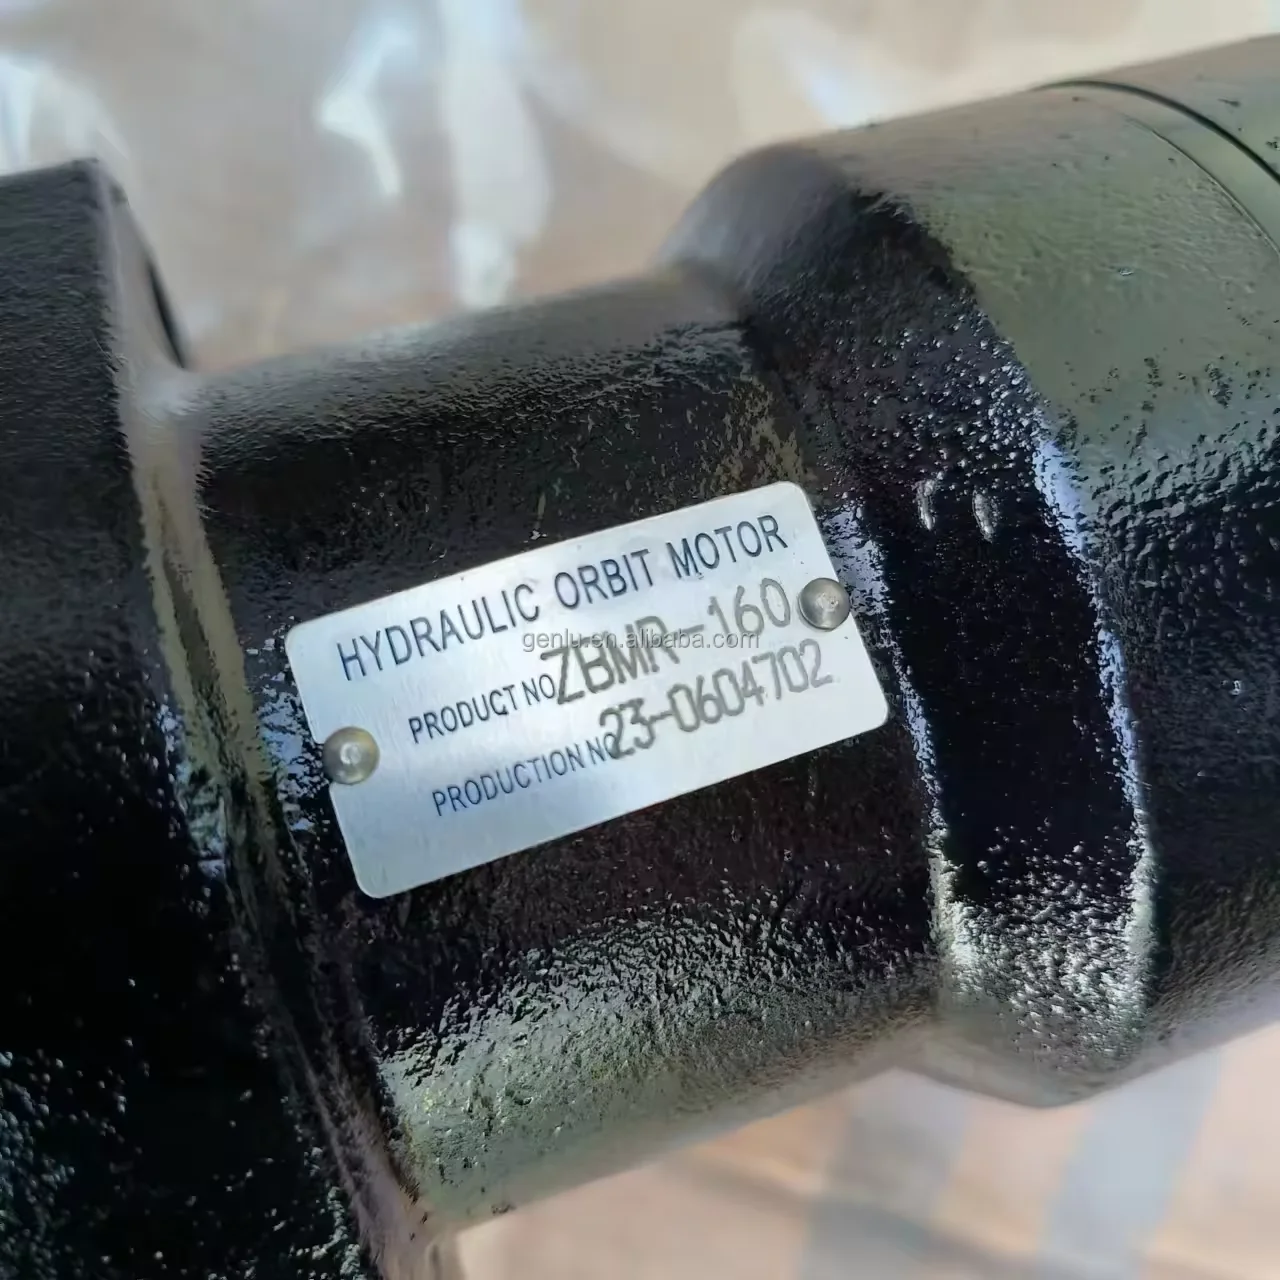 HYDRAULIC ORBIT MOTOR
genlu.en.alibaba.com
PRODUCT NO ZBMR-160
PRODUCTION NO 23-0604702